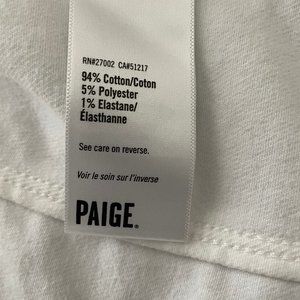 RN#27002 CA#51217
94% Cotton/Coton
5% Polyester
1% Elastane/
Élasthanne
See care on reverse.
Voir le soin sur l'inverse
PAIGE.